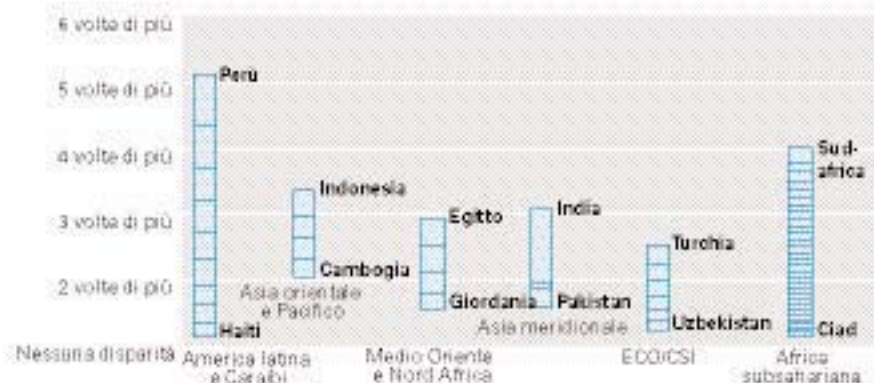 6 volte di più
Perù
5 volte di più
4 volte di più
Sud-
africa
Indonesia
3 volte di più
Egitto
India
Turchia
Cambogia
2 volte di più
Asia orientale
e Pacifico
Giordania
Pakistan
Asia meridionale
Haiti
Uzbekistan
Ciad
Nessuna disparità
America latina
e Caraibi
Medio Oriente
e Nord Africa
ECO/CSI
Africa
subsahariana